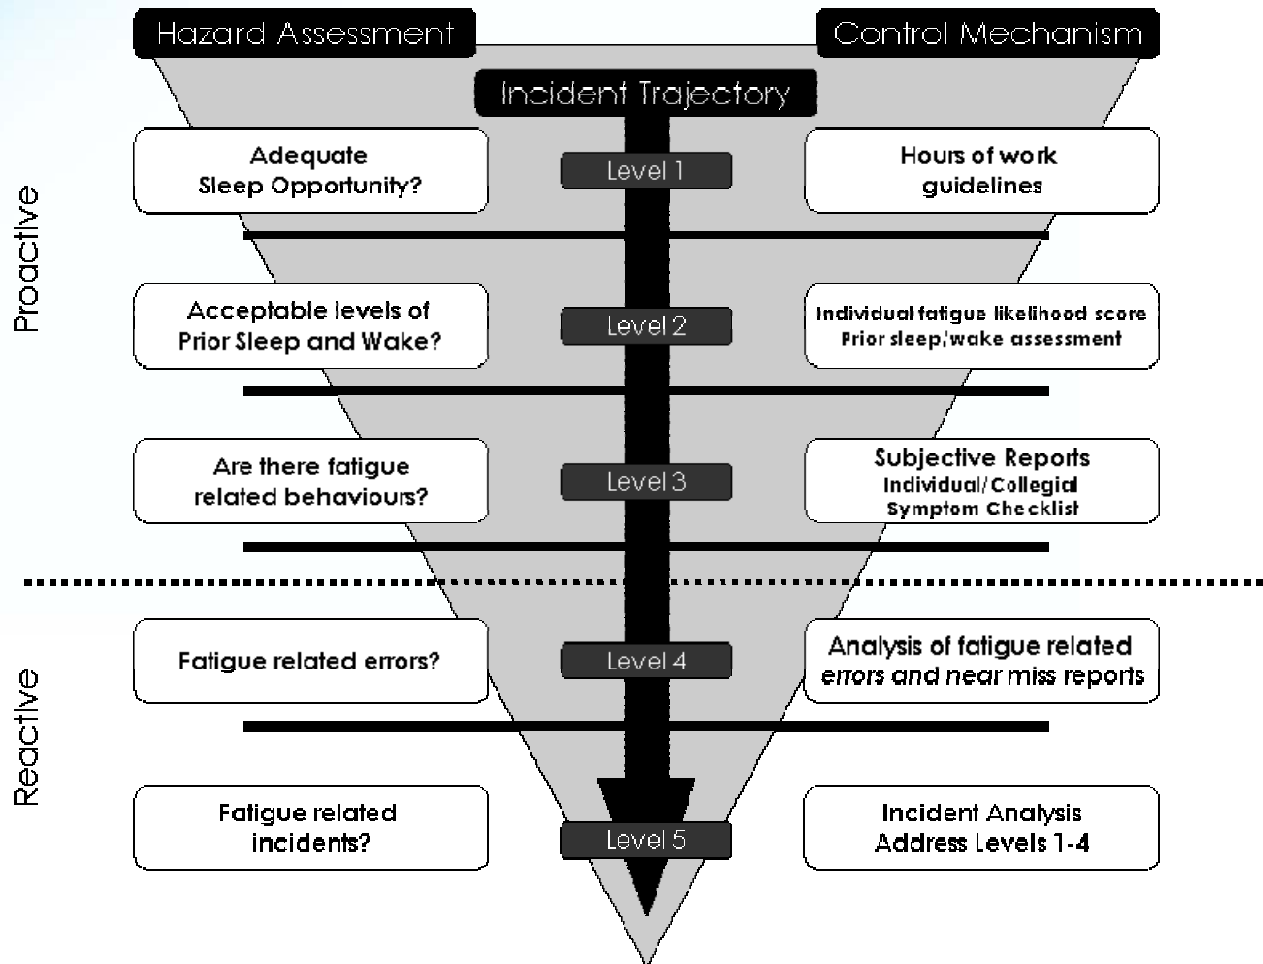 Hazard Assessment
Control Mechanism
Incident Trajectory
Proactive
Adequate
Sleep Opportunity?
Level 1
Hours of work
guidelines
Acceptable levels of
Prior Sleep and Wake?
Level 2
Individual fatigue likelihood score
Prior sleep/wake assessment
Are there fatigue
related behaviours?
Level 3
Subjective Reports
Individual/Collegial
Symptom Checklist
Reactive
Fatigue related errors?
Level 4
Analysis of fatigue related
errors and near miss reports
Fatigue related
incidents?
Level 5
Incident Analysis
Address Levels 1-4